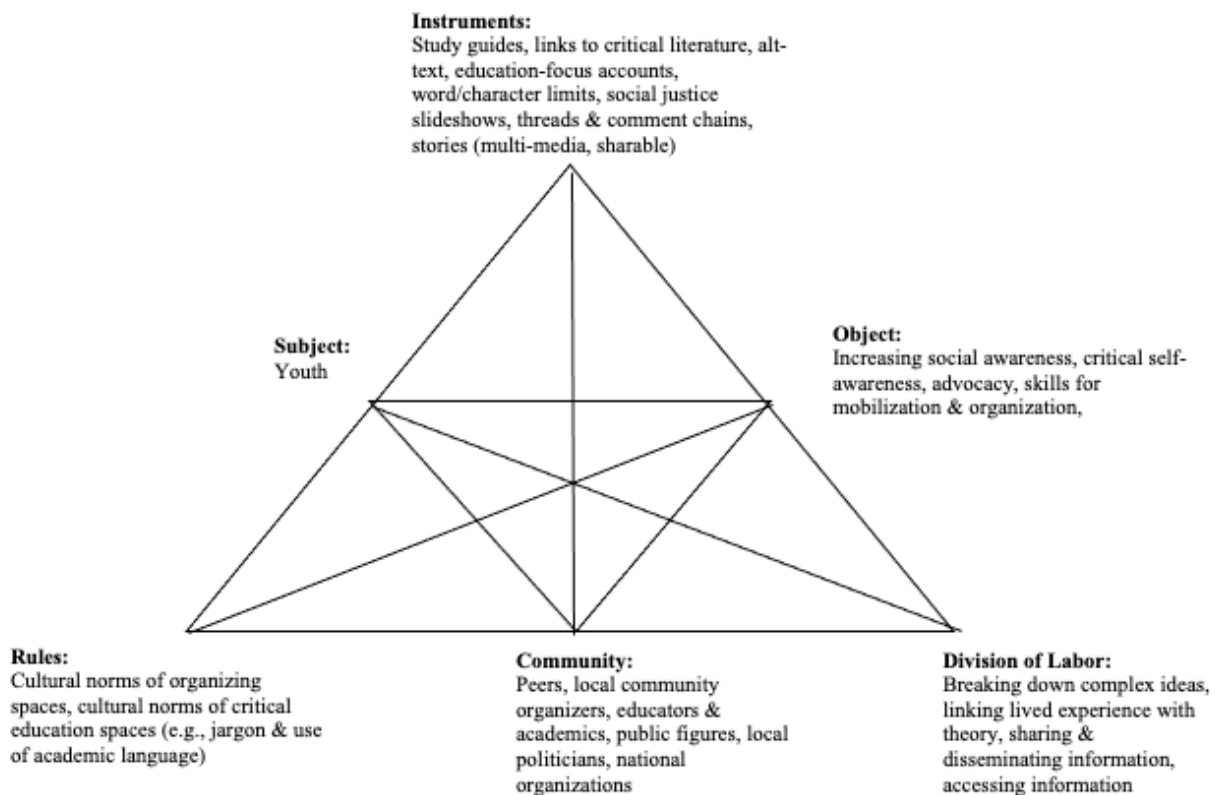 Instruments:
Study guides, links to critical literature, alt-
text, education-focus accounts,
word/character limits, social justice
slideshows, threads & comment chains,
stories (multi-media, sharable)
Subject:
Youth
Object:
Increasing social awareness, critical self-
awareness, advocacy, skills for
mobilization & organization,
Rules:
Cultural norms of organizing
spaces, cultural norms of critical
education spaces (e.g., jargon & use
of academic language)
Community:
Peers, local community
organizers, educators &
academics, public figures, local
politicians, national
organizations
Division of Labor:
Breaking down complex ideas,
linking lived experience with
theory, sharing &
disseminating information,
accessing information